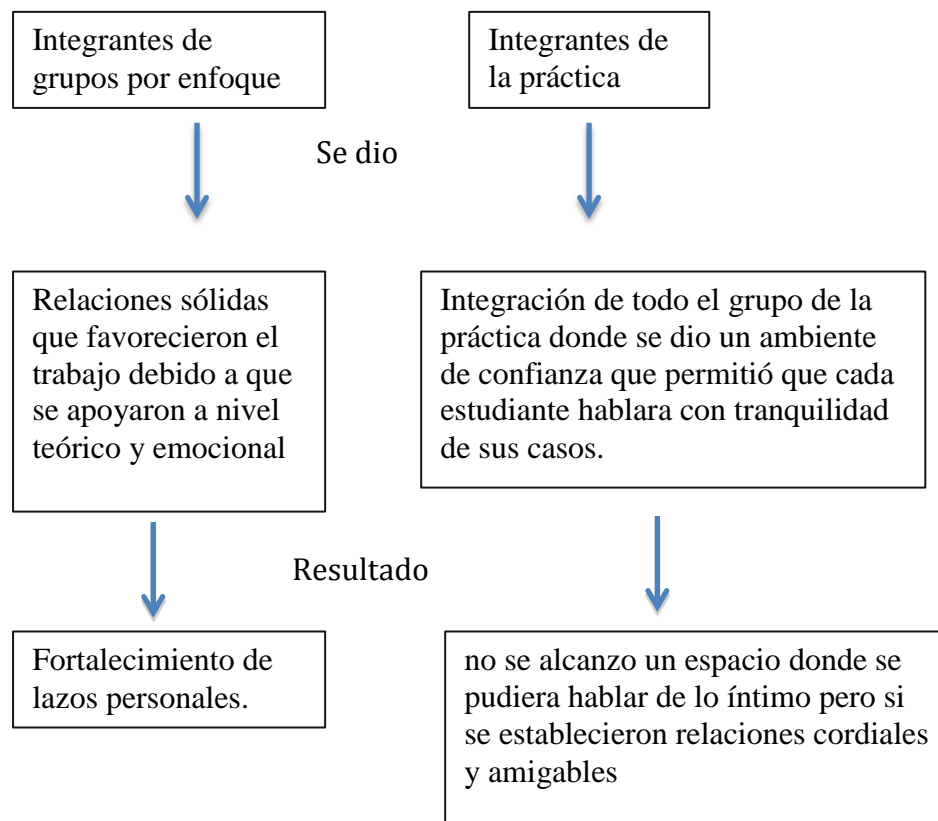 Integrantes de
grupos por enfoque
Integrantes de
la práctica
Se dio
Relaciones sólidas
que favorecieron el
trabajo debido a que
se apoyaron a nivel
teórico y emocional
Integración de todo el grupo de la
práctica donde se dio un ambiente
de confianza que permitió que cada
estudiante hablara con tranquilidad
de sus casos.
Resultado
Fortalecimiento de
lazos personales.
no se alcanzo un espacio donde se
pudiera hablar de lo íntimo pero si
se establecieron relaciones cordiales
y amigables